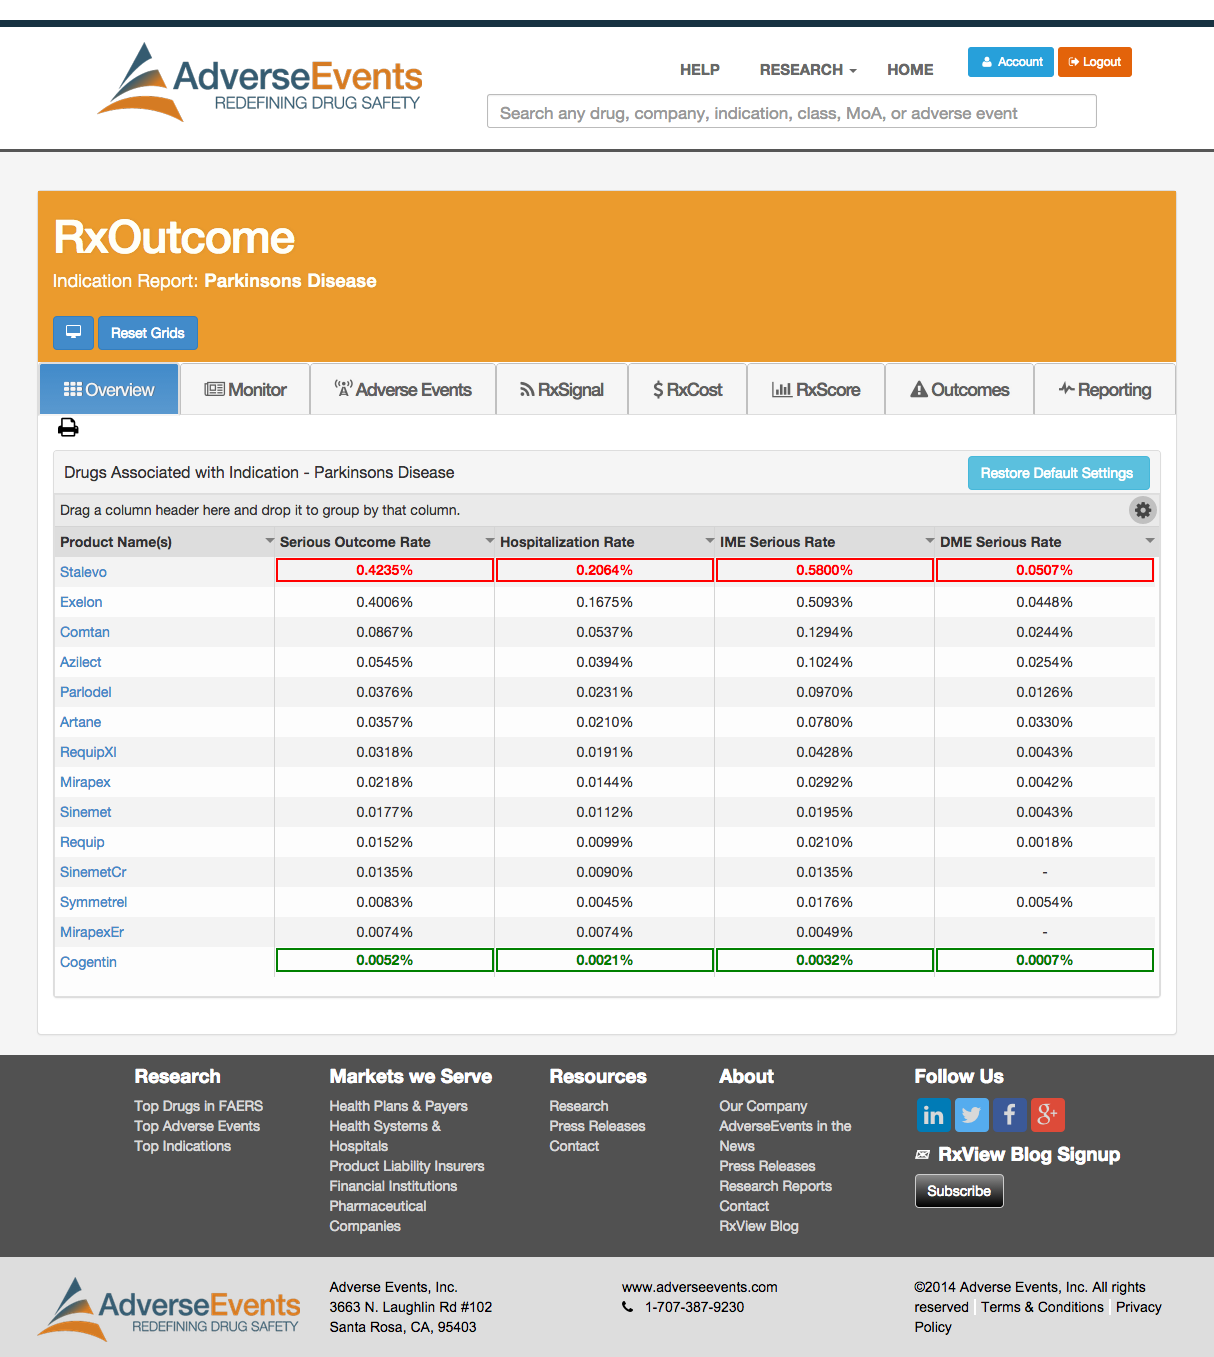 AdverseEvents
REDEFINING DRUG SAFETY
HELP RESEARCH HOME Account Logout
Search any drug, company, indication, class, MoA, or adverse event
RxOutcome
Indication Report: Parkinsons Disease
Reset Grids
Overview Monitor Adverse Events RxSignal $ RxCost RxScore Outcomes Reporting
Drugs Associated with Indication - Parkinsons Disease Restore Default Settings
Drag a column header here and drop it to group by that column.
Product Name(s) Serious Outcome Rate Hospitalization Rate IME Serious Rate DME Serious Rate
Stalevo 0.4235% 0.2064% 0.5800% 0.0507%
Exelon 0.4006% 0.1675% 0.5093% 0.0448%
Comtan 0.0867% 0.0537% 0.1294% 0.0244%
Azilect 0.0545% 0.0394% 0.1024% 0.0254%
Parlodel 0.0376% 0.0231% 0.0970% 0.0126%
Artane 0.0357% 0.0210% 0.0780% 0.0330%
RequipXl 0.0318% 0.0191% 0.0428% 0.0043%
Mirapex 0.0218% 0.0144% 0.0292% 0.0042%
Sinemet 0.0177% 0.0112% 0.0195% 0.0043%
Requip 0.0152% 0.0099% 0.0210% 0.0018%
SinemetCr 0.0135% 0.0090% 0.0135% -
Symmetrel 0.0083% 0.0045% 0.0176% 0.0054%
MirapexEr 0.0074% 0.0074% 0.0049% -
Cogentin 0.0052% 0.0021% 0.0032% 0.0007%
Research
Top Drugs in FAERS
Top Adverse Events
Top Indications
Markets we Serve
Health Plans & Payers
Health Systems &
Hospitals
Product Liability Insurers
Financial Institutions
Pharmaceutical
Companies
Resources
Research
Press Releases
Contact
About
Our Company
AdverseEvents in the
News
Press Releases
Research Reports
Contact
RxView Blog
Follow Us
in f g+
RxView Blog Signup
Subscribe
AdverseEvents
REDEFINING DRUG SAFETY
Adverse Events, Inc.
3663 N. Laughlin Rd #102
Santa Rosa, CA, 95403
www.adverseevents.com
1-707-387-9230
©2014 Adverse Events, Inc. All rights
reserved | Terms & Conditions | Privacy
Policy